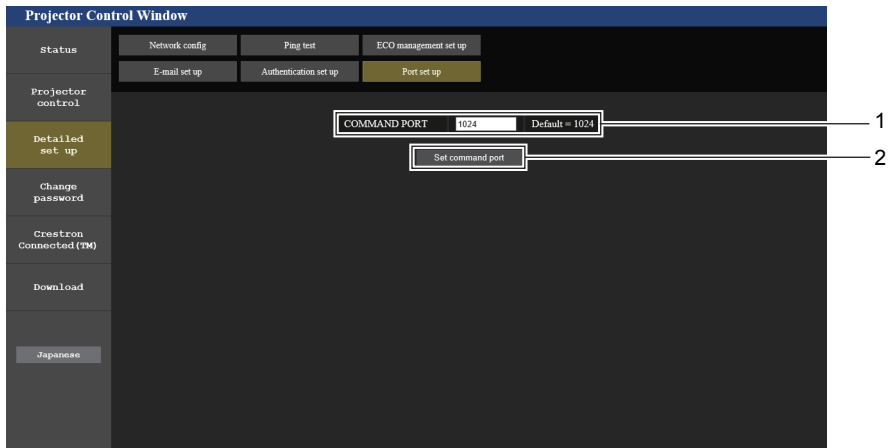 Projector Control Window
Status
Network config
Ping test
ECO management set up
E-mail set up
Authentication set up
Port set up
Projector
control
COMMAND PORT 1024 Default = 1024
1
Set command port
2
Detailed
set up
Change
password
Crestron
Connected(TM)
Download
Japanese